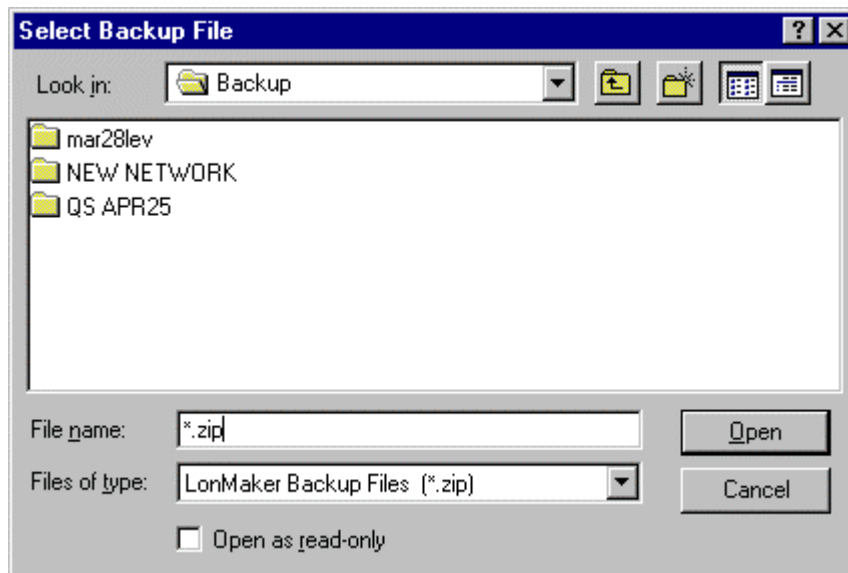 Select Backup File
Look in: Backup
mar28lev
NEW NETWORK
QS APR25
File name: *.zip Open
Files of type: LonMaker Backup Files (*.zip) Cancel
Open as read-only